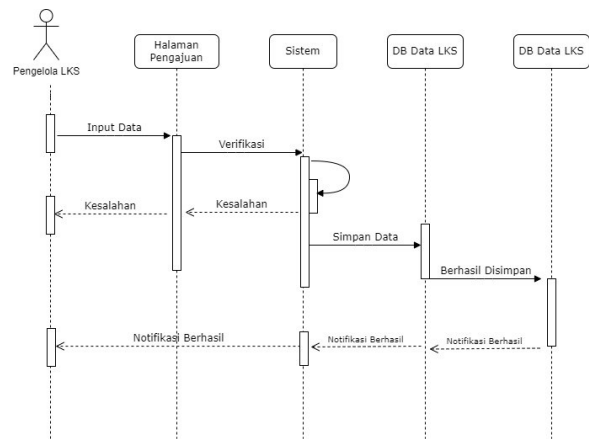 Pengelola LKS
Halaman
Pengajuan
Sistem
DB Data LKS
DB Data LKS
Input Data
Verifikasi
Kesalahan
Kesalahan
Simpan Data
Berhasil Disimpan
Notifikasi Berhasil
Notifikasi Berhasil
Notifikasi Berhasil